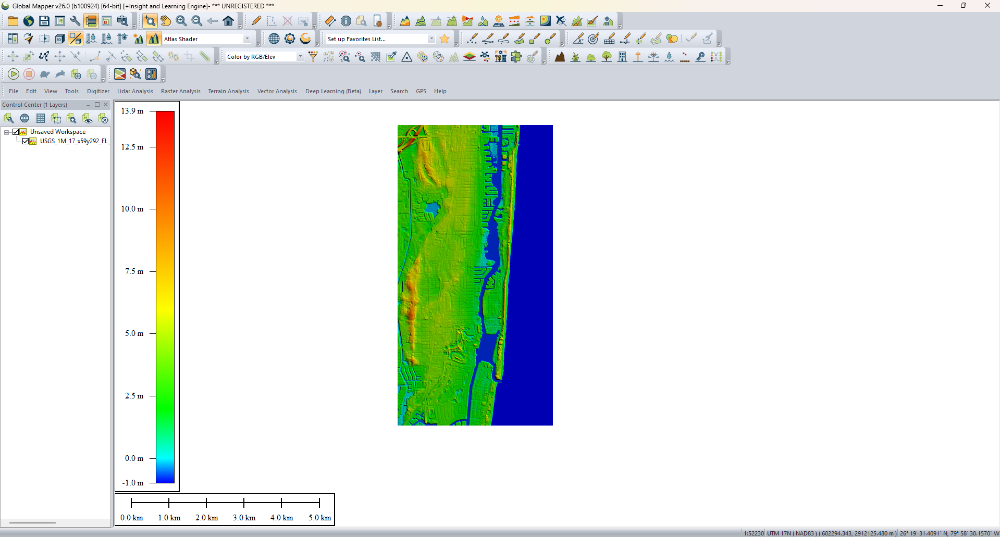 Global Mapper v26.0 (b100924) [64-bit] [+Insight and Learning Engine]- *** UNREGISTERED ***
Atlas Shader
Set up Favorites List...
Color by RGB/Elev
File Edit View Tools Digitizer Lidar Analysis Raster Analysis Terrain Analysis Vector Analysis Deep Learning (Beta) Layer Search GPS Help
Control Center (1 Layers)
Unsaved Workspace
USGS_1M_17_x59y292_FL_
13.9 m
12.5 m
10.0 m
7.5 m
5.0 m
2.5 m
0.0 m
-1.0 m
0.0 km 1.0 km 2.0 km 3.0 km 4.0 km 5.0 km
1:52230 UTM 17N ( NAD83 ) ( 602294.343, 2912125.480 m ) 26° 19' 31.4091" N, 79° 58' 30.1570" W